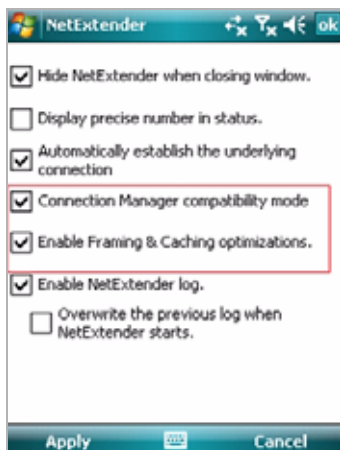 NetExtender
ok
Hide NetExtender when closing window.
Display precise number in status.
Automatically establish the underlying
connection
Connection Manager compatibility mode
Enable Framing & Caching optimizations.
Enable NetExtender log.
Overwrite the previous log when
NetExtender starts.
Apply
Cancel